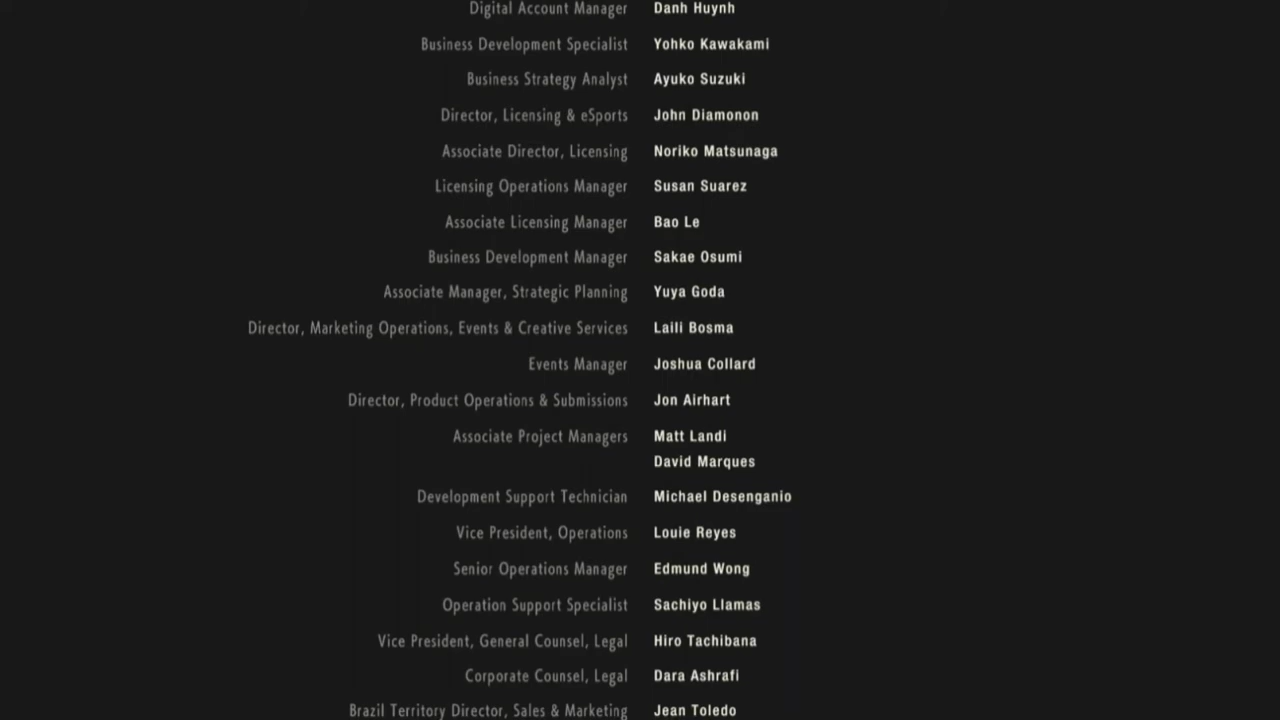 Digital Account Manager Danh Huynh
Business Development Specialist Yohko Kawakami
Business Strategy Analyst Ayuko Suzuki
Director, Licensing & eSports John Diamonon
Associate Director, Licensing Noriko Matsunaga
Licensing Operations Manager Susan Suarez
Associate Licensing Manager Bao Le
Business Development Manager Sakae Osumi
Associate Manager, Strategic Planning Yuya Goda
Director, Marketing Operations, Events & Creative Services Laili Bosma
Events Manager Joshua Collard
Director, Product Operations & Submissions Jon Airhart
Associate Project Managers Matt Landi
David Marques
Development Support Technician Michael Desenganio
Vice President, Operations Louie Reyes
Senior Operations Manager Edmund Wong
Operation Support Specialist Sachiyo Llamas
Vice President, General Counsel, Legal Hiro Tachibana
Corporate Counsel, Legal Dara Ashrafi
Brazil Territory Director, Sales & Marketing Jean Toledo